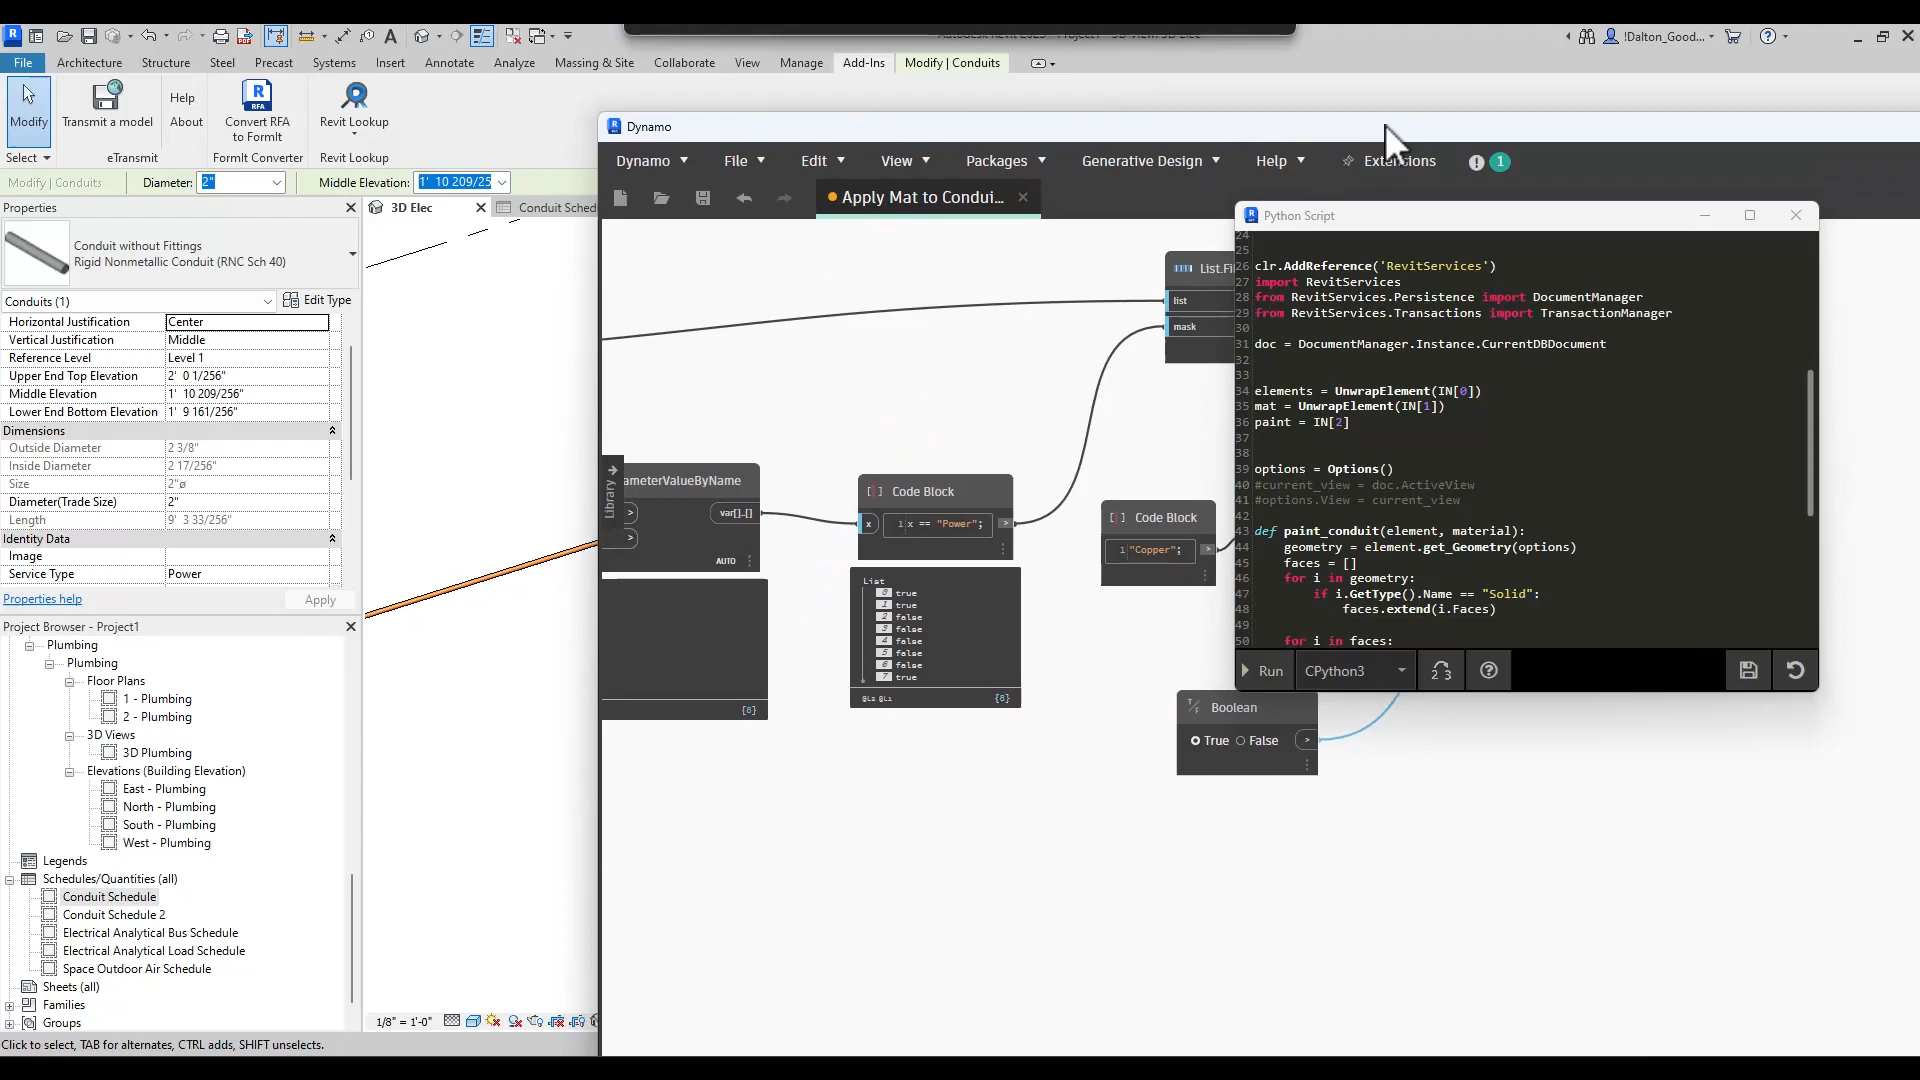 !Dalton_Good...
File
Architecture
Structure
Steel
Precast
Systems
Insert
Annotate
Analyze
Massing & Site
Collaborate
View
Manage
Add-Ins
Modify | Conduits
Modify
Transmit a model
Help
About
Convert RFA
to FormIt
Revit Lookup
Select
eTransmit
FormIt Converter
Revit Lookup
Modify | Conduits
Diameter:
2"
Middle Elevation:
1' 10 209/25
Properties
Conduit without Fittings
Rigid Nonmetallic Conduit (RNC Sch 40)
Conduits (1)
Edit Type
Horizontal Justification
Center
Vertical Justification
Middle
Reference Level
Level 1
Upper End Top Elevation
2' 0 1/256"
Middle Elevation
1' 10 209/256"
Lower End Bottom Elevation
1' 9 161/256"
Dimensions
Outside Diameter
2 3/8"
Inside Diameter
2 17/256"
Size
2"ø
Diameter(Trade Size)
2"
Length
9' 3 33/256"
Identity Data
Image
Service Type
Power
Properties help
Apply
Project Browser - Project1
Plumbing
Plumbing
Floor Plans
1 - Plumbing
2 - Plumbing
3D Views
3D Plumbing
Elevations (Building Elevation)
East - Plumbing
North - Plumbing
South - Plumbing
West - Plumbing
Legends
Schedules/Quantities (all)
Conduit Schedule
Conduit Schedule 2
Electrical Analytical Bus Schedule
Electrical Analytical Load Schedule
Space Outdoor Air Schedule
Sheets (all)
Families
Groups
Click to select, TAB for alternates, CTRL adds, SHIFT unselects.
3D Elec
Conduit Sched
1/8" = 1'-0"
Dynamo
Dynamo
File
Edit
View
Packages
Generative Design
Help
Extensions
1
Apply Mat to Condui...
Library
ameterValueByName
>
var[]..[]
>
AUTO
{8}
Code Block
x
1 x == "Power";
>
List
0 true
1 true
2 false
3 false
4 false
5 false
6 false
7 true
@L2 @L1
{8}
List.Fil
list
mask
Code Block
1 "Copper";
>
Boolean
True
False
>
Python Script
24
25
26 clr.AddReference('RevitServices')
27 import RevitServices
28 from RevitServices.Persistence import DocumentManager
29 from RevitServices.Transactions import TransactionManager
30
31 doc = DocumentManager.Instance.CurrentDBDocument
32
33
34 elements = UnwrapElement(IN[0])
35 mat = UnwrapElement(IN[1])
36 paint = IN[2]
37
38
39 options = Options()
40 #current_view = doc.ActiveView
41 #options.View = current_view
42
43 def paint_conduit(element, material):
44 geometry = element.get_Geometry(options)
45 faces = []
46 for i in geometry:
47 if i.GetType().Name == "Solid":
48 faces.extend(i.Faces)
49
50 for i in faces:
Run
CPython3